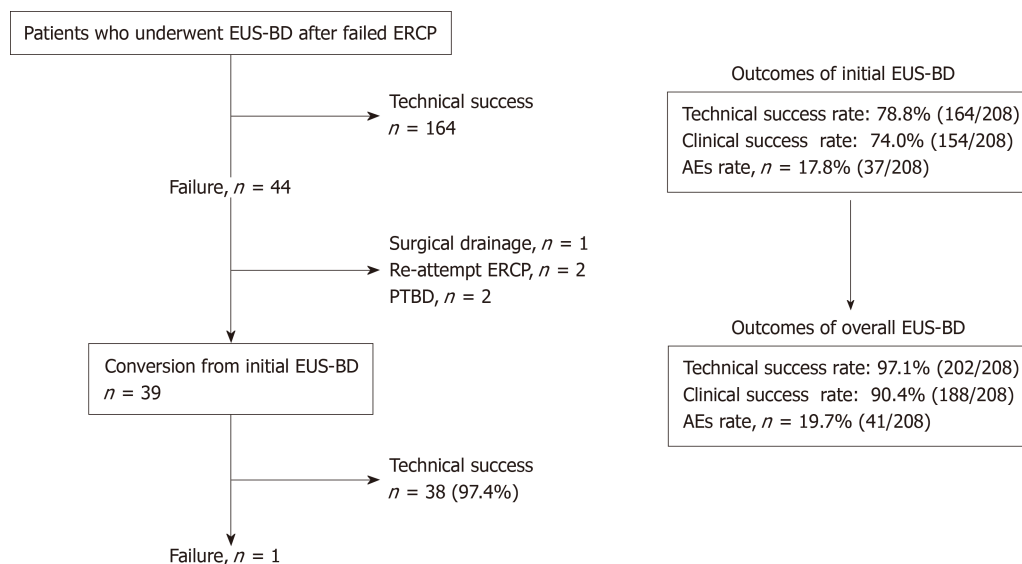 Patients who underwent EUS-BD after failed ERCP
Technical success
n = 164
Failure, n = 44
Surgical drainage, n = 1
Re-attempt ERCP, n = 2
PTBD, n = 2
Conversion from initial EUS-BD
n = 39
Technical success
n = 38 (97.4%)
Failure, n = 1
Outcomes of initial EUS-BD
Technical success rate: 78.8% (164/208)
Clinical success rate: 74.0% (154/208)
AEs rate, n = 17.8% (37/208)
Outcomes of overall EUS-BD
Technical success rate: 97.1% (202/208)
Clinical success rate: 90.4% (188/208)
AEs rate, n = 19.7% (41/208)